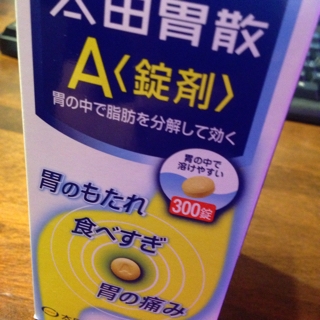 太田胃散
A〈錠剤〉
胃の中で脂肪を分解して効く
胃の中で
溶けやすい
300錠
胃のもたれ
食べすぎ
胃の痛み